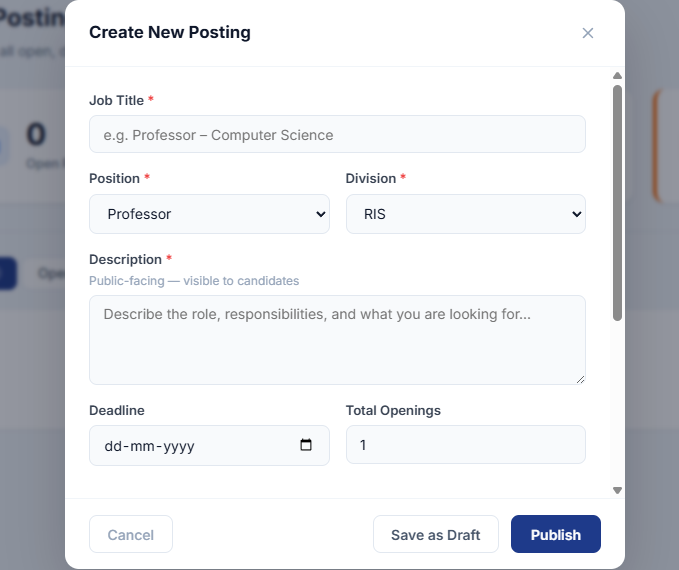 Create New Posting
Job Title *
e.g. Professor – Computer Science
Position *
Division *
Professor
RIS
Description *
Public-facing — visible to candidates
Describe the role, responsibilities, and what you are looking for...
Deadline
Total Openings
dd-mm-yyyy
1
Cancel
Save as Draft
Publish
Posting
all open, d
0
Open
Ope